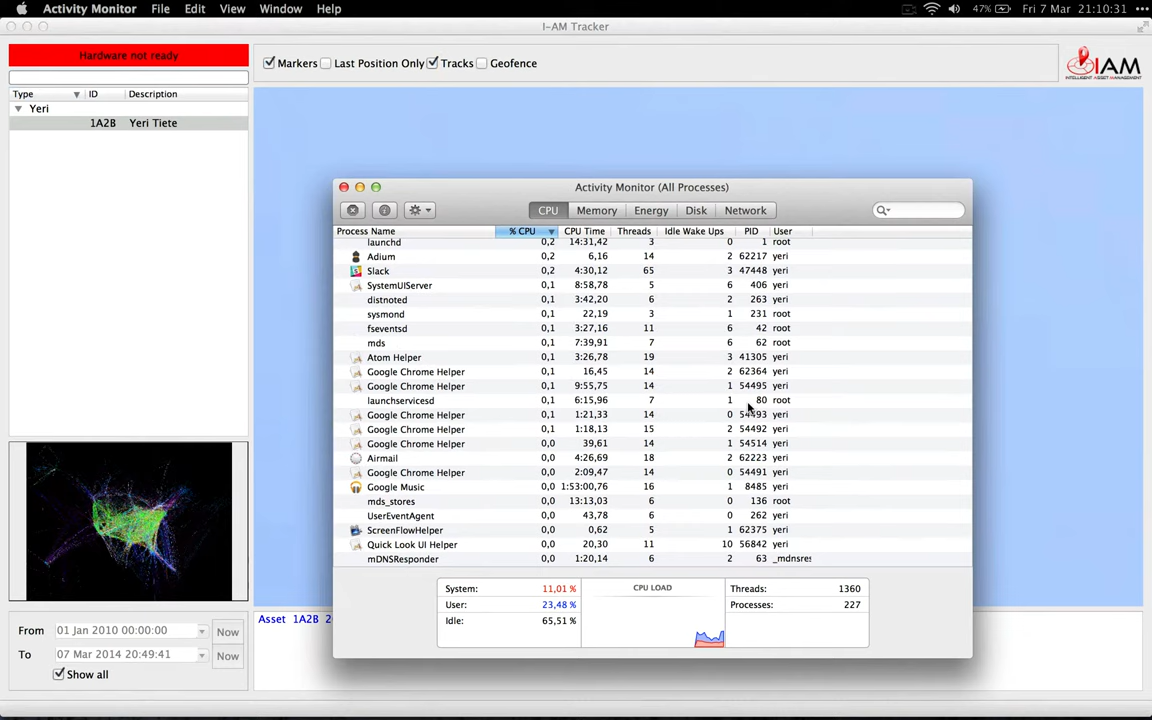 Activity Monitor File Edit View Window Help 47% Fri 7 Mar 21:10:31
I-AM Tracker
Hardware not ready
Markers Last Position Only Tracks Geofence
IAM
INTELLIGENT ASSET MANAGEMENT
Type ID Description
Yeri
1A2B Yeri Tiete
Activity Monitor (All Processes)
CPU Memory Energy Disk Network
Process Name % CPU CPU Time Threads Idle Wake Ups PID User
launchd 0,2 14:31,42 3 0 1 root
Adium 0,2 6,16 14 2 62217 yeri
Slack 0,2 4:30,12 65 3 47448 yeri
SystemUIServer 0,1 8:58,78 5 6 406 yeri
distnoted 0,1 3:42,20 6 2 263 yeri
sysmond 0,1 22,19 3 1 231 root
fseventsd 0,1 3:27,16 11 6 42 root
mds 0,1 7:39,91 7 6 62 root
Atom Helper 0,1 3:26,78 19 3 41305 yeri
Google Chrome Helper 0,1 16,45 14 2 62364 yeri
Google Chrome Helper 0,1 9:55,75 14 1 54495 yeri
launchservicesd 0,1 6:15,96 7 1 80 root
Google Chrome Helper 0,1 1:21,33 14 0 54493 yeri
Google Chrome Helper 0,1 1:18,13 15 2 54492 yeri
Google Chrome Helper 0,0 39,61 14 1 54514 yeri
Airmail 0,0 4:26,69 18 2 62223 yeri
Google Chrome Helper 0,0 2:09,47 14 0 54491 yeri
Google Music 0,0 1:53:00,76 16 1 8485 yeri
mds_stores 0,0 13:13,03 6 0 136 root
UserEventAgent 0,0 43,78 6 0 262 yeri
ScreenFlowHelper 0,0 0,62 5 1 62375 yeri
Quick Look UI Helper 0,0 20,30 11 10 56842 yeri
mDNSResponder 0,0 1:20,14 6 2 63 _mdnsres
System: 11,01 % CPU LOAD Threads: 1360
User: 23,48 % Processes: 227
Idle: 65,51 %
Asset 1A2B 2
From 01 Jan 2010 00:00:00 Now
To 07 Mar 2014 20:49:41 Now
Show all